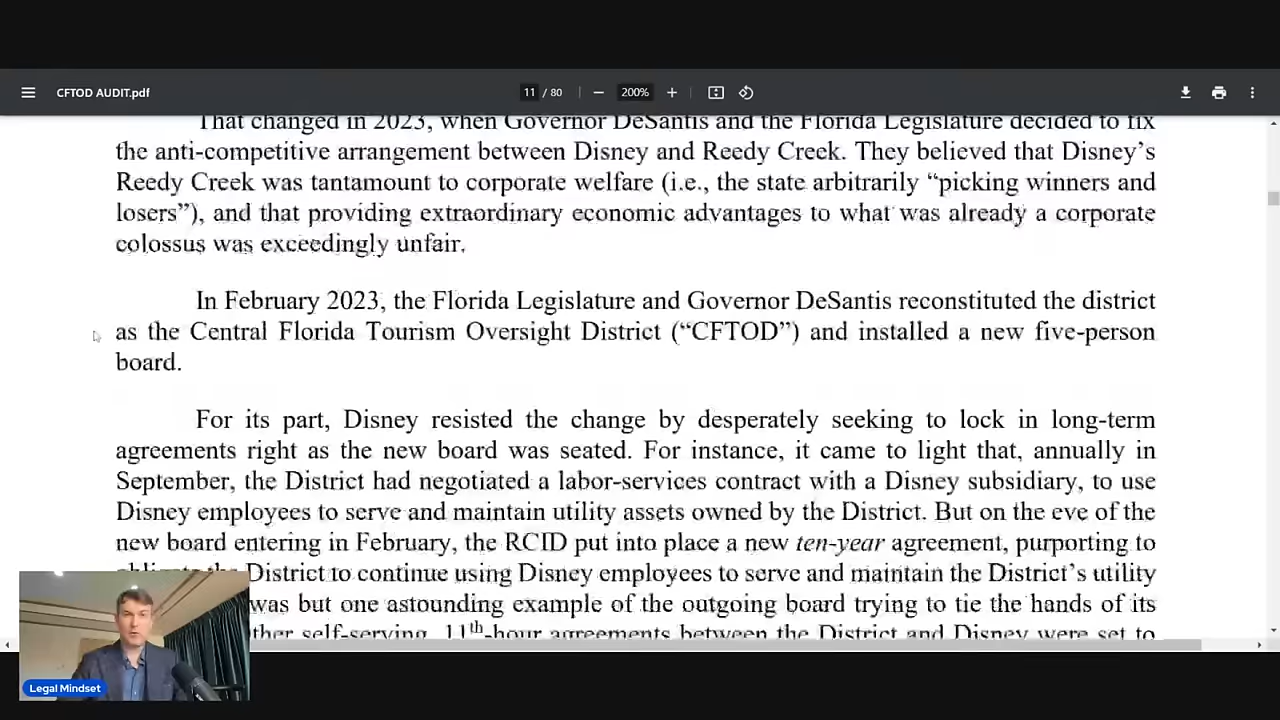 CFTOD AUDIT.pdf
11 / 80
200%
That changed in 2023, when Governor DeSantis and the Florida Legislature decided to fix
the anti-competitive arrangement between Disney and Reedy Creek. They believed that Disney’s
Reedy Creek was tantamount to corporate welfare (i.e., the state arbitrarily “picking winners and
losers”), and that providing extraordinary economic advantages to what was already a corporate
colossus was exceedingly unfair.
In February 2023, the Florida Legislature and Governor DeSantis reconstituted the district
as the Central Florida Tourism Oversight District (“CFTOD”) and installed a new five-person
board.
For its part, Disney resisted the change by desperately seeking to lock in long-term
agreements right as the new board was seated. For instance, it came to light that, annually in
September, the District had negotiated a labor-services contract with a Disney subsidiary, to use
Disney employees to serve and maintain utility assets owned by the District. But on the eve of the
new board entering in February, the RCID put into place a new ten-year agreement, purporting to
District to continue using Disney employees to serve and maintain the District’s utility
was but one astounding example of the outgoing board trying to tie the hands of its
self-serving, 11th-hour agreements between the District and Disney were set to
Legal Mindset